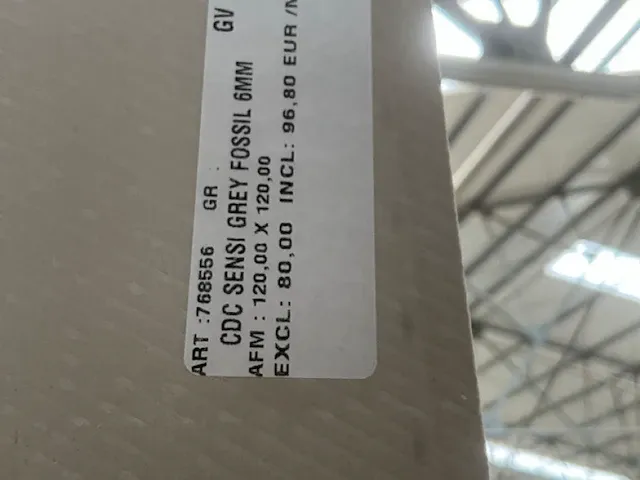 ART :768556 GR : GV
CDC SENSI GREY FOSSIL 6MM
AFM : 120,00 X 120,00
EXCL: 80,00 INCL: 96,80 EUR /